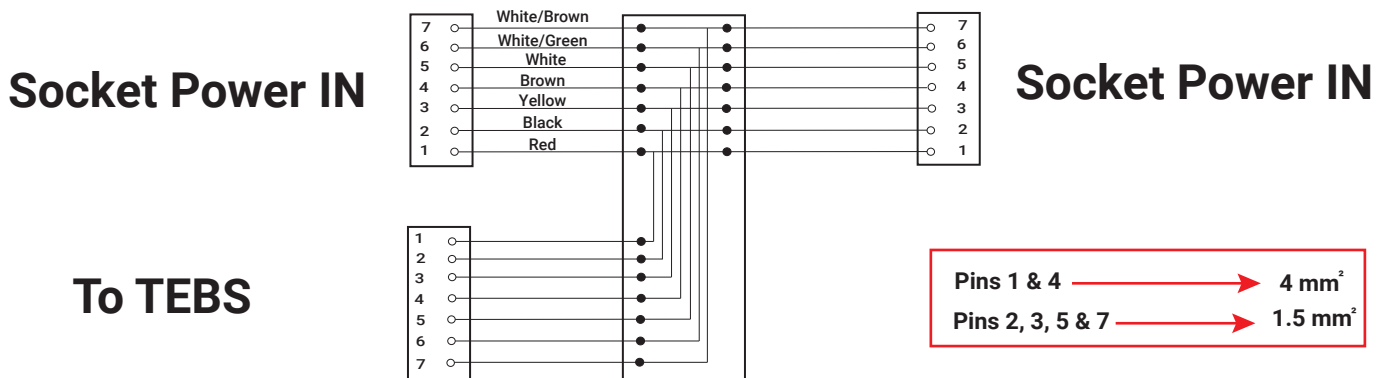 Socket Power IN
7 White/Brown 7
6 White/Green 6
5 White 5
4 Brown 4
3 Yellow 3
2 Black 2
1 Red 1
Socket Power IN
To TEBS
1
2
3
4
5
6
7
Pins 1 & 4 4 mm²
Pins 2, 3, 5 & 7 1.5 mm²